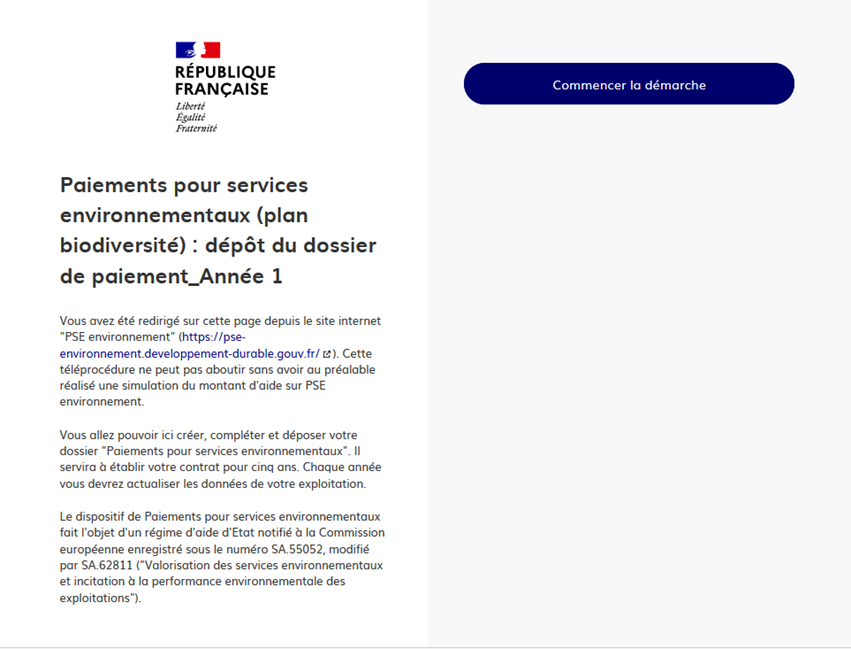 RÉPUBLIQUE
FRANÇAISE
Liberté
Égalité
Fraternité
Commencer la démarche
Paiements pour services
environnementaux (plan
biodiversité) : dépôt du dossier
de paiement_Année 1
Vous avez été redirigé sur cette page depuis le site internet
"PSE environnement" (https://pse-
environnement.developpement-durable.gouv.fr/ ). Cette
téléprocédure ne peut pas aboutir sans avoir au préalable
réalisé une simulation du montant d'aide sur PSE
environnement.
Vous allez pouvoir ici créer, compléter et déposer votre
dossier "Paiements pour services environnementaux". Il
servira à établir votre contrat pour cinq ans. Chaque année
vous devrez actualiser les données de votre exploitation.
Le dispositif de Paiements pour services environnementaux
fait l'objet d'un régime d'aide d'Etat notifié à la Commission
européenne enregistré sous le numéro SA.55052, modifié
par SA.62811 ("Valorisation des services environnementaux
et incitation à la performance environnementale des
exploitations").